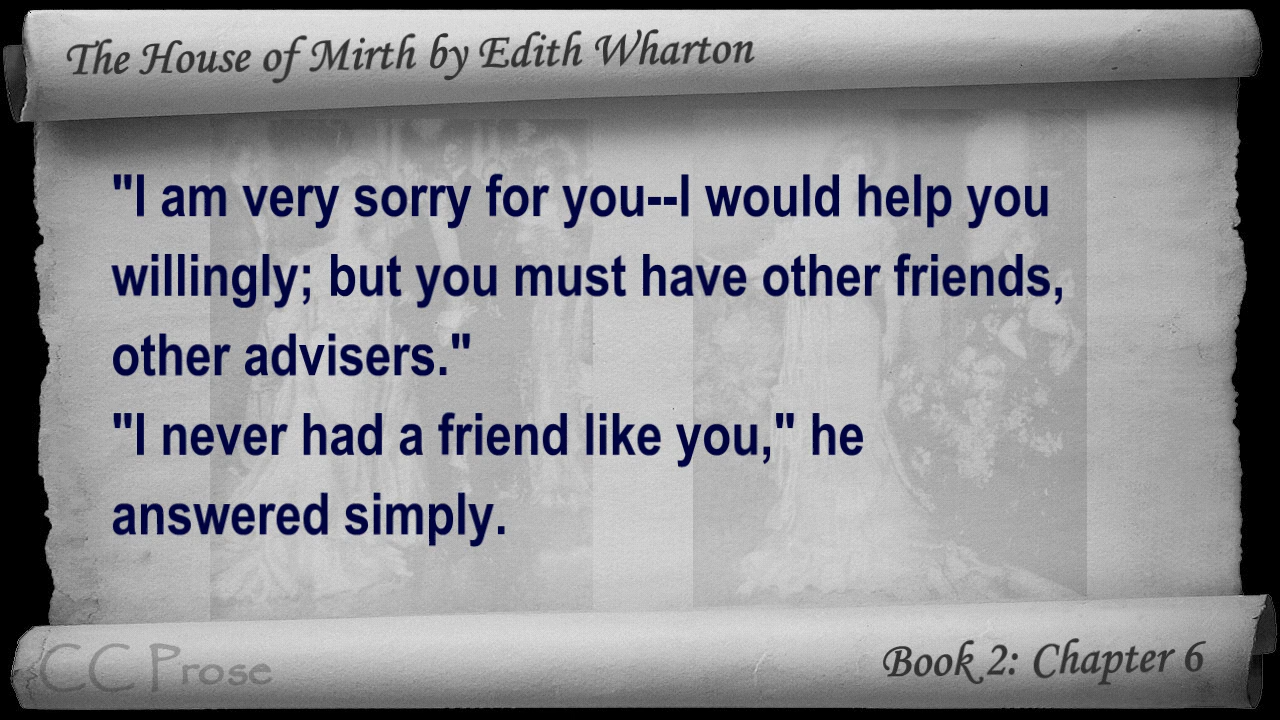 The House of Mirth by Edith Wharton
"I am very sorry for you--I would help you
willingly; but you must have other friends,
other advisers."
"I never had a friend like you," he
answered simply.
CC Prose
Book 2: Chapter 6